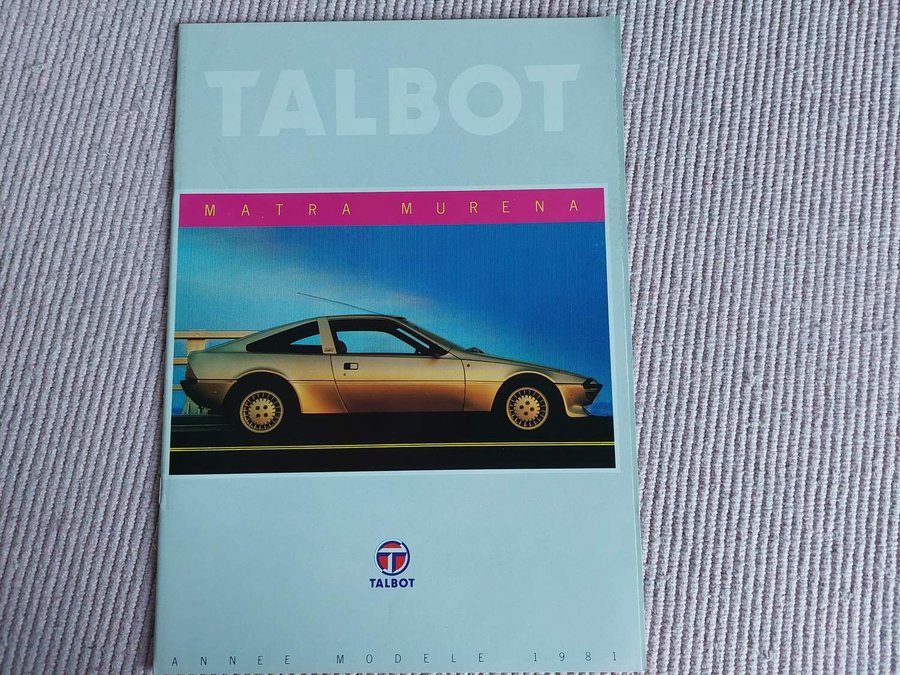 TALBOT
MATRA MURENA
TALBOT
ANNEE MODELE 1981